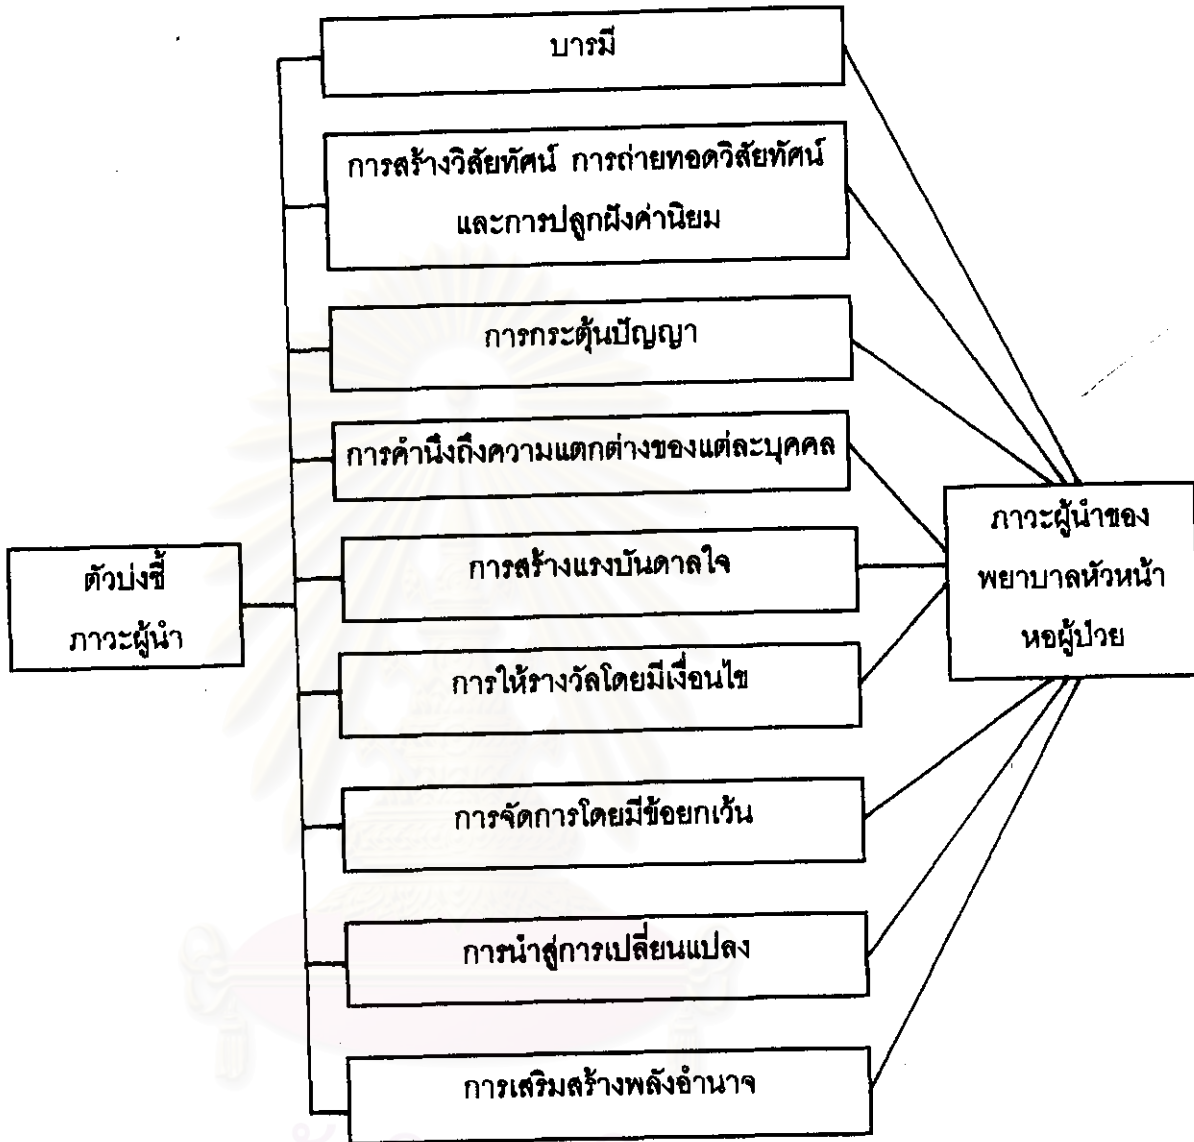 บารมี
การสร้างวิสัยทัศน์ การถ่ายทอดวิสัยทัศน์
และการปลูกฝังค่านิยม
การกระตุ้นปัญญา
การคำนึงถึงความแตกต่างของแต่ละบุคคล
ตัวบ่งชี้
ภาวะผู้นำ
การสร้างแรงบันดาลใจ
การให้รางวัลโดยมีเงื่อนไข
การจัดการโดยมีข้อยกเว้น
การนำสู่การเปลี่ยนแปลง
การเสริมสร้างพลังอำนาจ
ภาวะผู้นำของ
พยาบาลหัวหน้า
หอผู้ป่วย